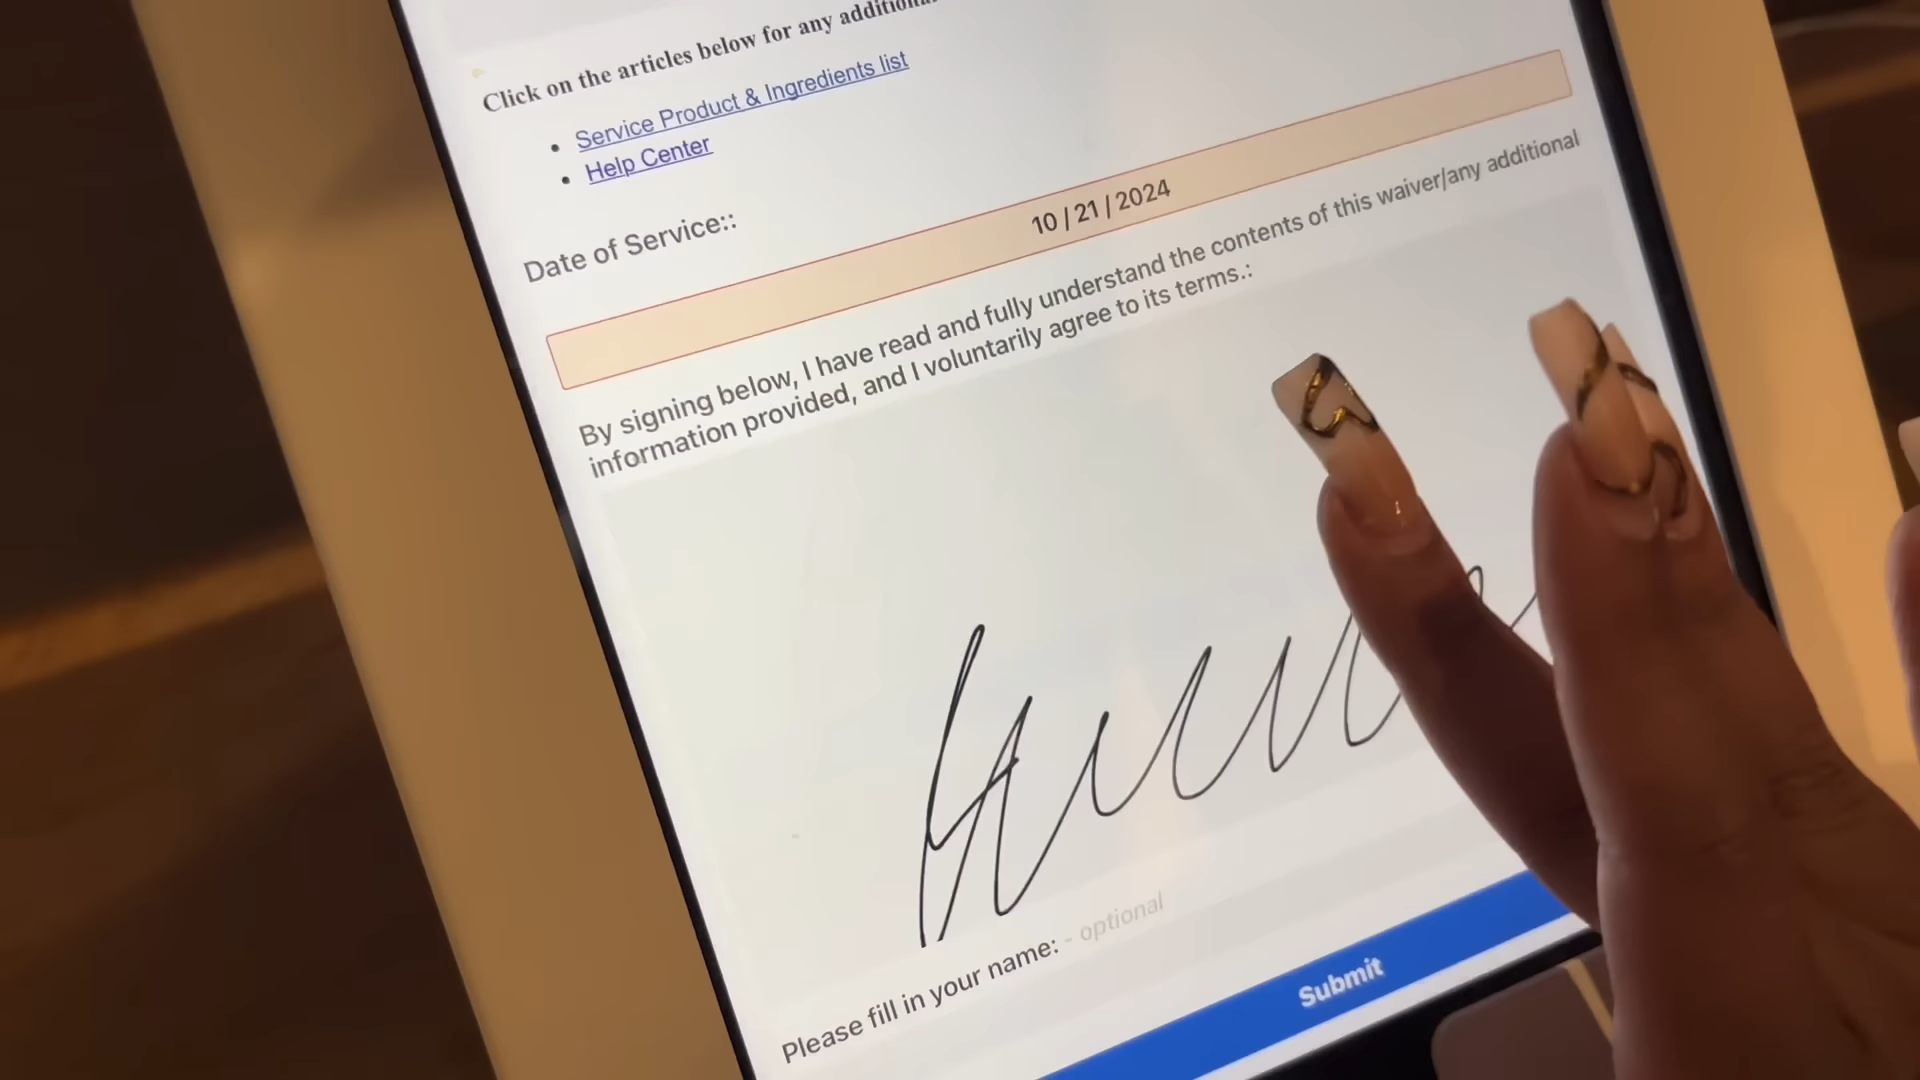 Click on the articles below for any
Service Product & Ingredients list
Help Center
Date of Service::
10 | 21 | 2024
By signing below, I have read and fully understand the contents of this waiver/any additional
information provided, and I voluntarily agree to its terms.:
Please fill in your name: - optional
Submit